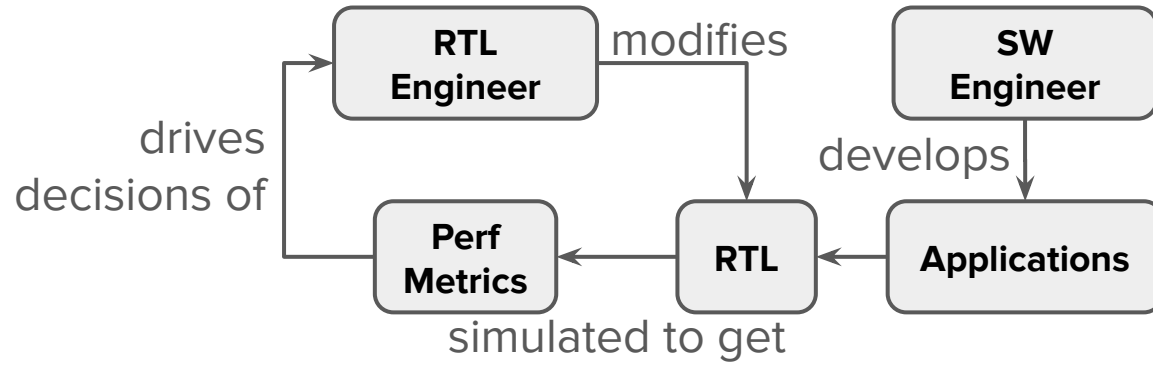 RTL
Engineer
modifies
SW
Engineer
drives
decisions of
develops
Perf
Metrics
RTL
Applications
simulated to get